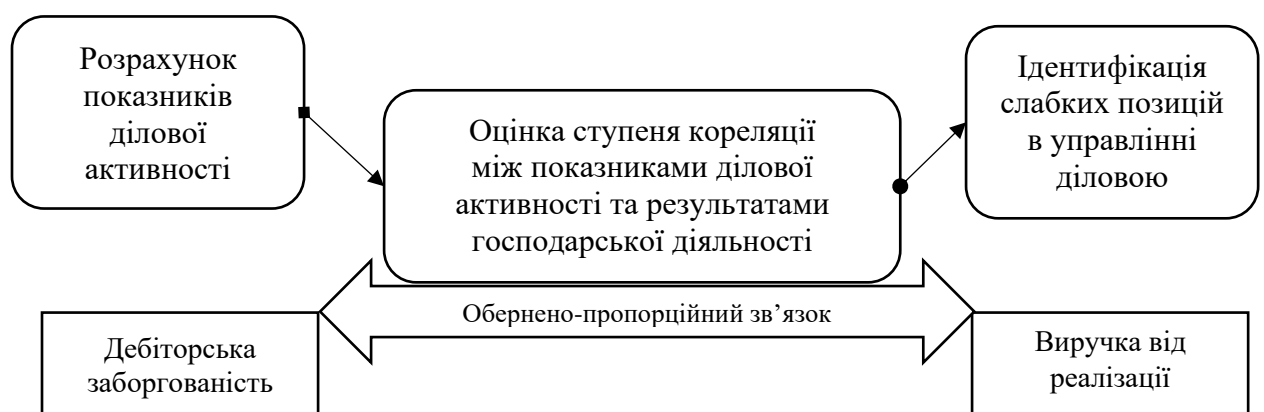 Розрахунок
показників
ділової
активності
Оцінка ступеня кореляції
між показниками ділової
активності та результатами
господарської діяльності
Ідентифікація
слабких позицій
в управлінні
діловою
Обернено-пропорційний зв’язок
Дебіторська
заборгованість
Виручка від
реалізації